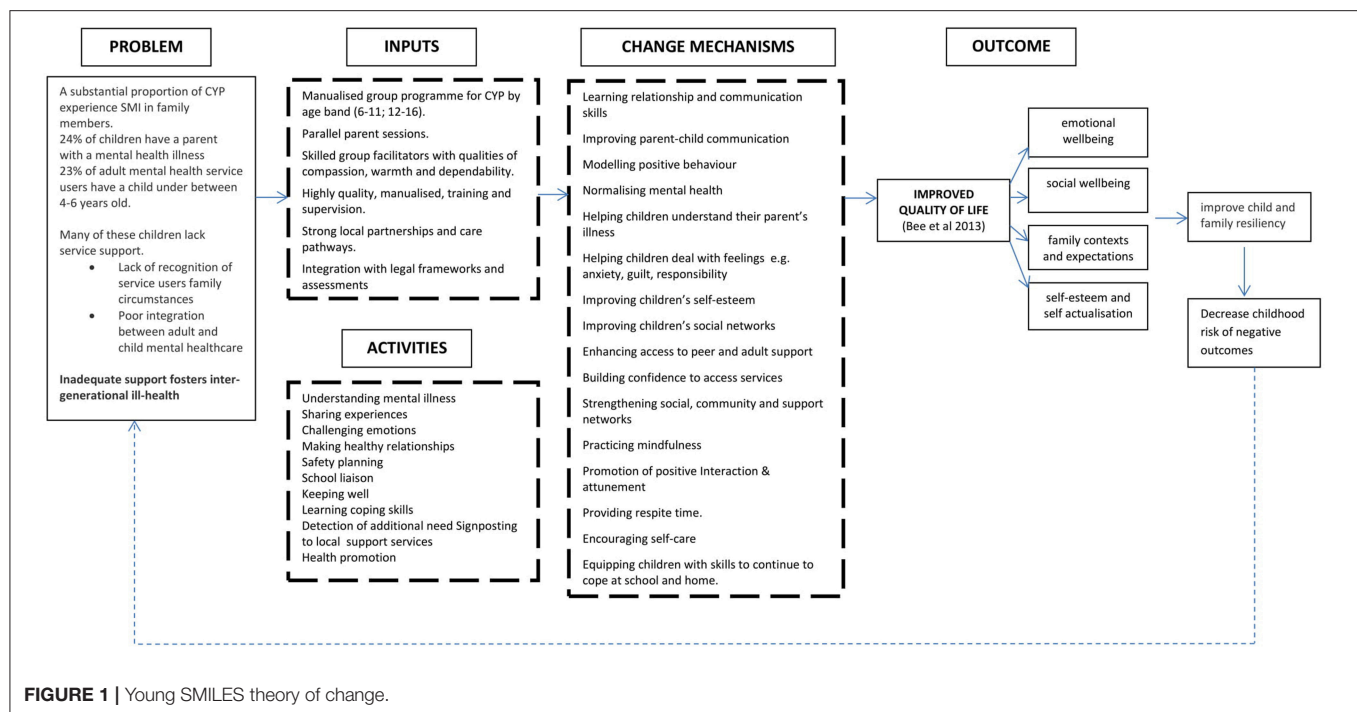 PROBLEM
A substantial proportion of CYP
experience SMI in family
members.
24% of children have a parent
with a mental health illness
23% of adult mental health service
users have a child under between
4-6 years old.
Many of these children lack
service support.
• Lack of recognition of
service users family
circumstances
• Poor integration
between adult and
child mental healthcare
Inadequate support fosters inter-
generational ill-health
INPUTS
Manualised group programme for CYP by
age band (6-11; 12-16).
Parallel parent sessions.
Skilled group facilitators with qualities of
compassion, warmth and dependability.
Highly quality, manualised, training and
supervision.
Strong local partnerships and care
pathways.
Integration with legal frameworks and
assessments
ACTIVITIES
Understanding mental illness
Sharing experiences
Challenging emotions
Making healthy relationships
Safety planning
School liaison
Keeping well
Learning coping skills
Detection of additional need Signposting
to local support services
Health promotion
CHANGE MECHANISMS
Learning relationship and communication
skills
Improving parent-child communication
Modelling positive behaviour
Normalising mental health
Helping children understand their parent's
illness
Helping children deal with feelings e.g.
anxiety, guilt, responsibility
Improving children's self-esteem
Improving children's social networks
Enhancing access to peer and adult support
Building confidence to access services
Strengthening social, community and support
networks
Practicing mindfulness
Promotion of positive Interaction &
attunement
Providing respite time.
Encouraging self-care
Equipping children with skills to continue to
cope at school and home.
OUTCOME
IMPROVED
QUALITY OF LIFE
(Bee et al 2013)
emotional
wellbeing
social wellbeing
family contexts
and expectations
self-esteem and
self actualisation
improve child and
family resiliency
Decrease childhood
risk of negative
outcomes
FIGURE 1 | Young SMILES theory of change.